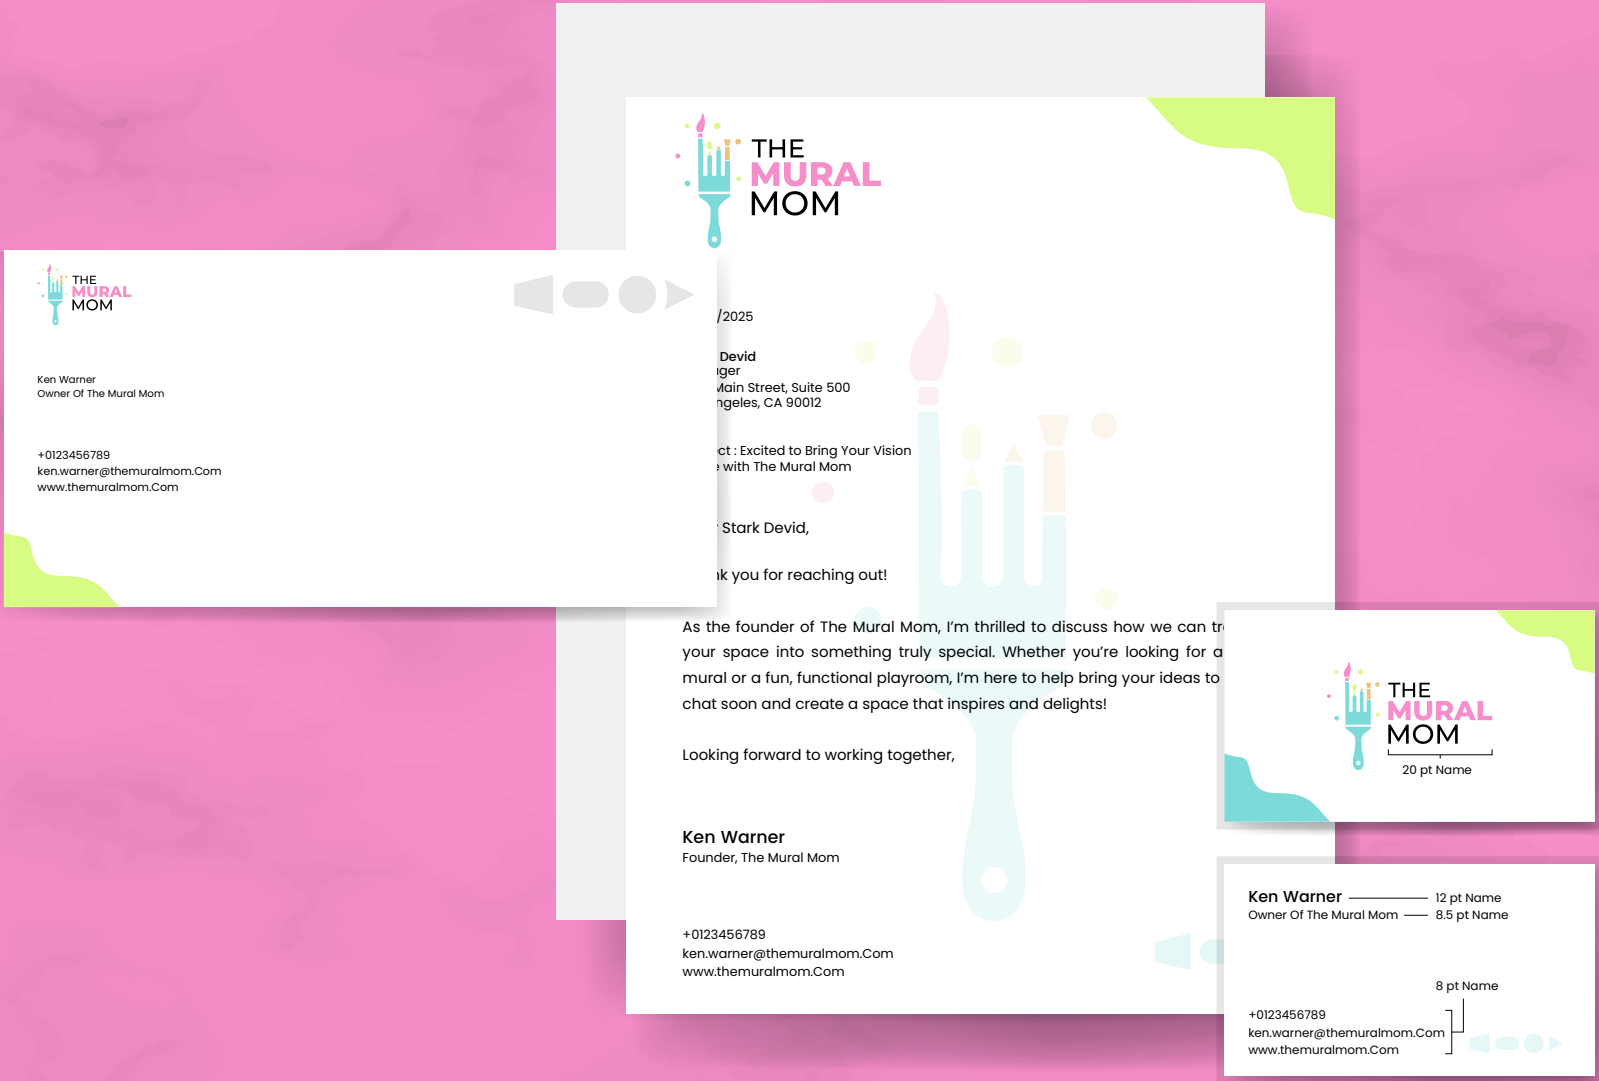 THE
MURAL
MOM
Ken Warner
Owner Of The Mural Mom
+0123456789
ken.warner@themuralmom.Com
www.themuralmom.Com
THE
MURAL
MOM
/2025
Devid
Main Street, Suite 500
CA 90012
: Excited to Bring Your Vision
with The Mural Mom
Stark Devid,
you for reaching out!
As the founder of The Mural Mom, I’m thrilled to discuss how we can
your space into something truly special. Whether you’re looking for a
mural or a fun, functional playroom, I’m here to help bring your ideas to
chat soon and create a space that inspires and delights!
Looking forward to working together,
Ken Warner
Founder, The Mural Mom
+0123456789
ken.warner@themuralmom.Com
www.themuralmom.Com
THE
MURAL
MOM
20 pt Name
Ken Warner 12 pt Name
Owner Of The Mural Mom 8.5 pt Name
8 pt Name
+0123456789
ken.warner@themuralmom.Com
www.themuralmom.Com